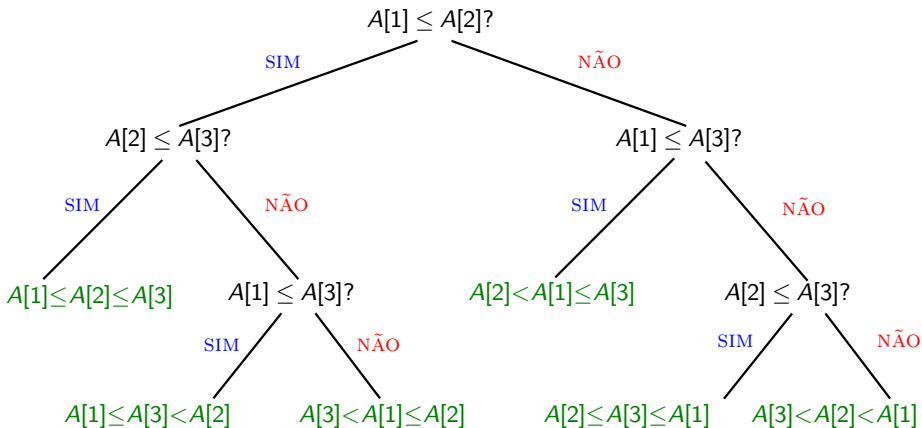 A[1] ≤ A[2]?
SIM NÃO
A[2] ≤ A[3]? A[1] ≤ A[3]?
SIM NÃO SIM NÃO
A[1]≤A[2]≤A[3] A[1] ≤ A[3]? A[2]<A[1]≤A[3] A[2] ≤ A[3]?
SIM NÃO SIM NÃO
A[1]≤A[3]<A[2] A[3]<A[1]≤A[2] A[2]≤A[3]≤A[1] A[3]<A[2]<A[1]